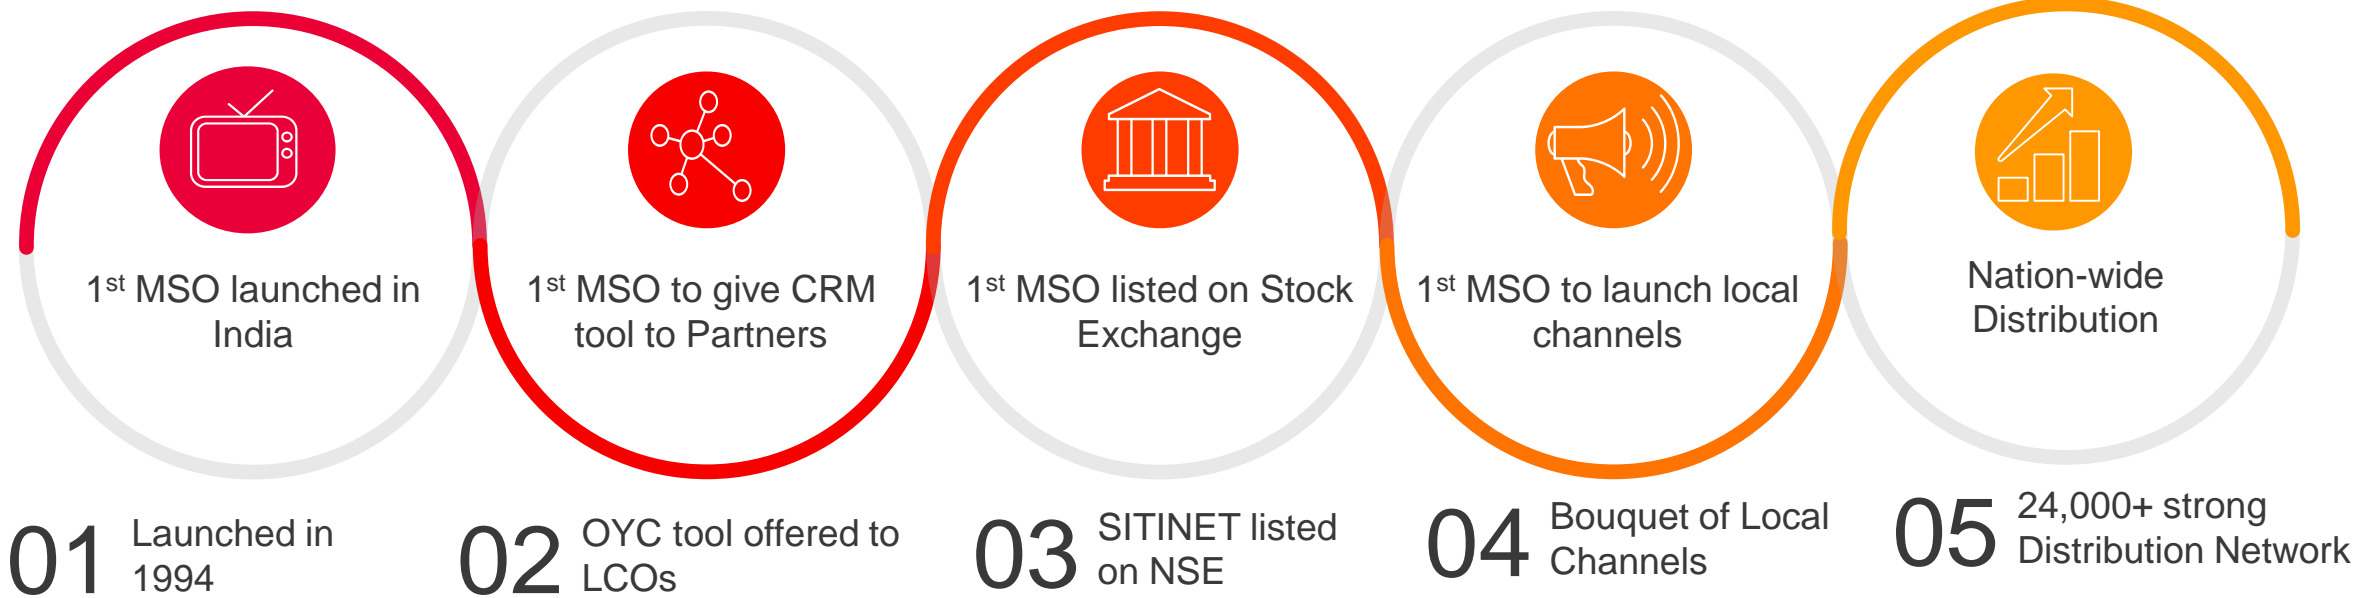 1st MSO launched in
India
1st MSO to give CRM
tool to Partners
1st MSO listed on Stock
Exchange
1st MSO to launch local
channels
Nation-wide
Distribution
01
Launched in
1994
02
OYC tool offered to
LCOs
03
SITINET listed
on NSE
04
Bouquet of Local
Channels
05
24,000+ strong
Distribution Network